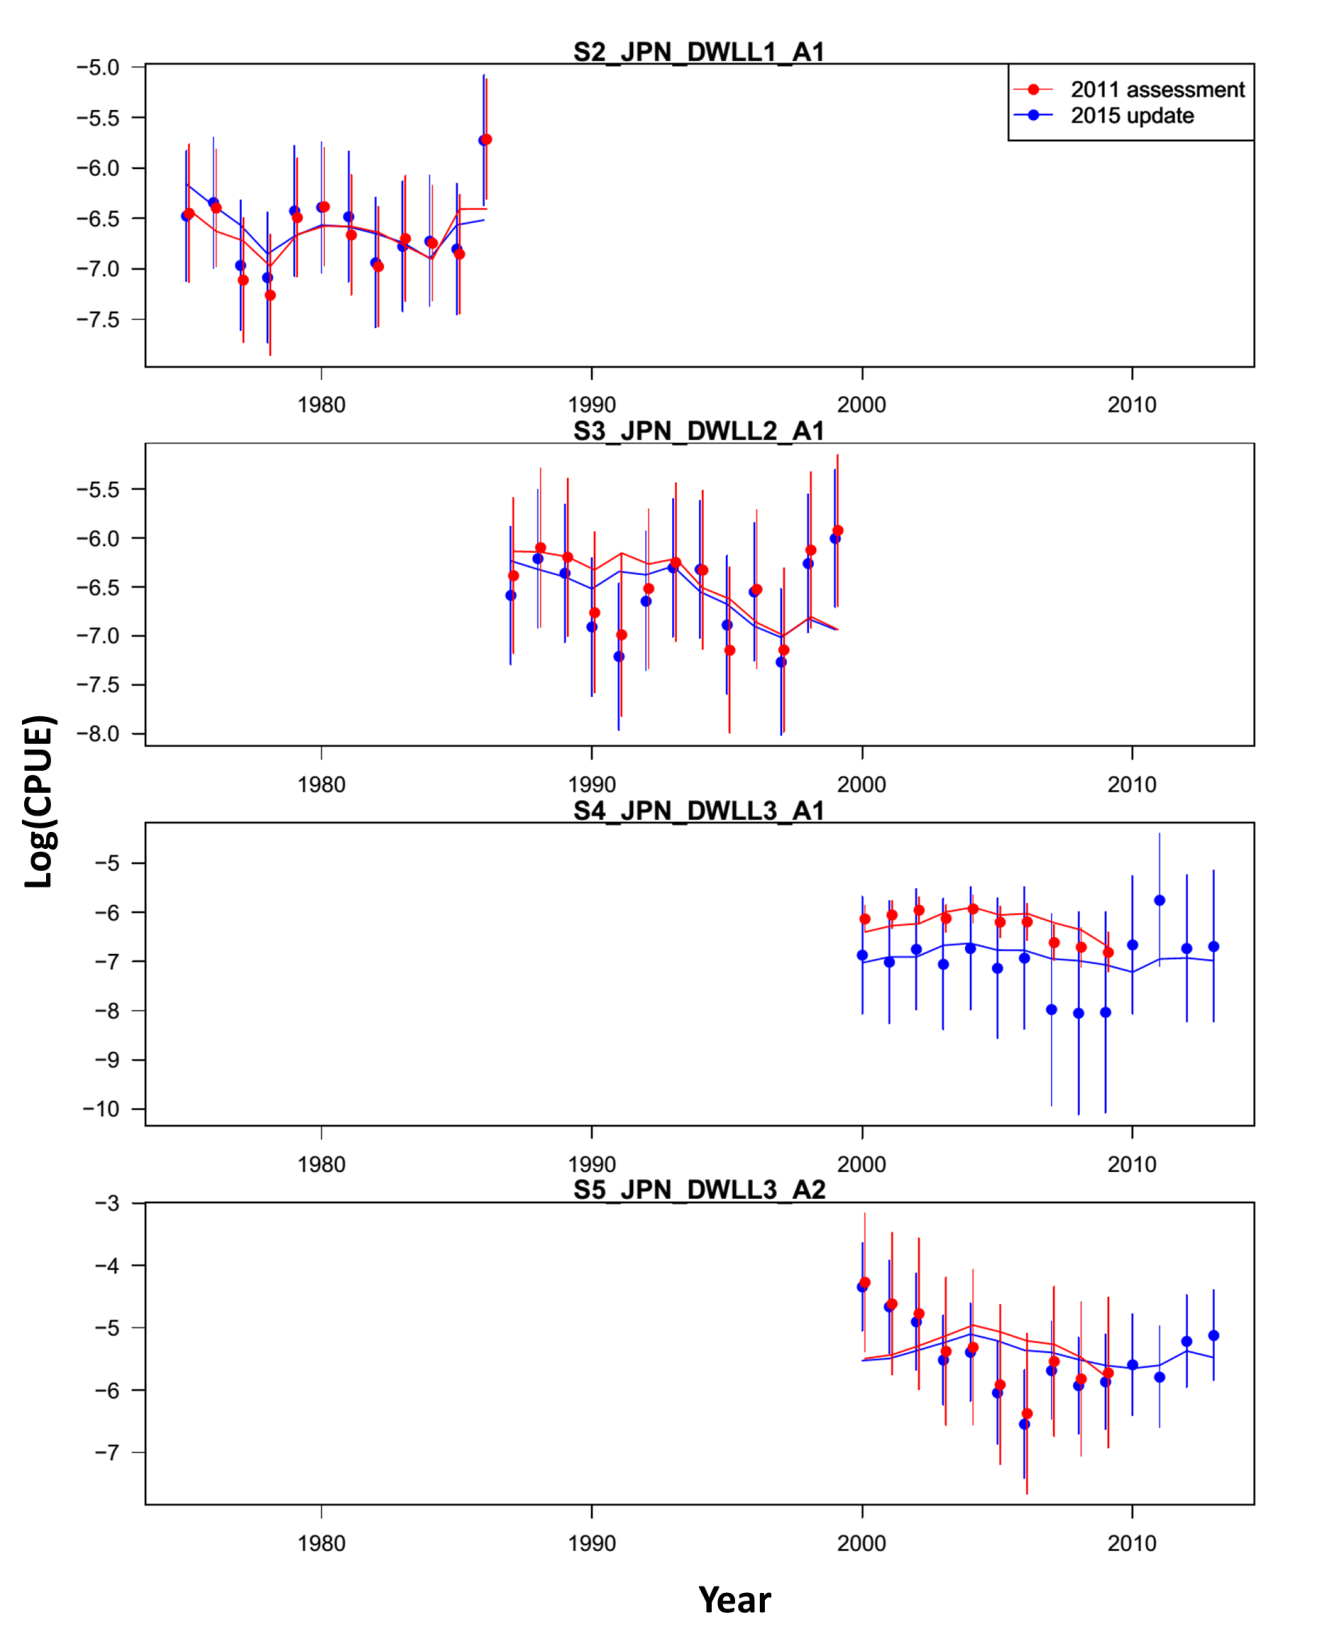 S2_JPN_DWLL1_A1
2011 assessment
2015 update
−5.0
−5.5
−6.0
−6.5
−7.0
−7.5
1980 1990 2000 2010
S3_JPN_DWLL2_A1
−5.5
−6.0
−6.5
−7.0
−7.5
−8.0
1980 1990 2000 2010
Log(CPUE)
S4_JPN_DWLL3_A1
−5
−6
−7
−8
−9
−10
1980 1990 2000 2010
S5_JPN_DWLL3_A2
−3
−4
−5
−6
−7
1980 1990 2000 2010
Year